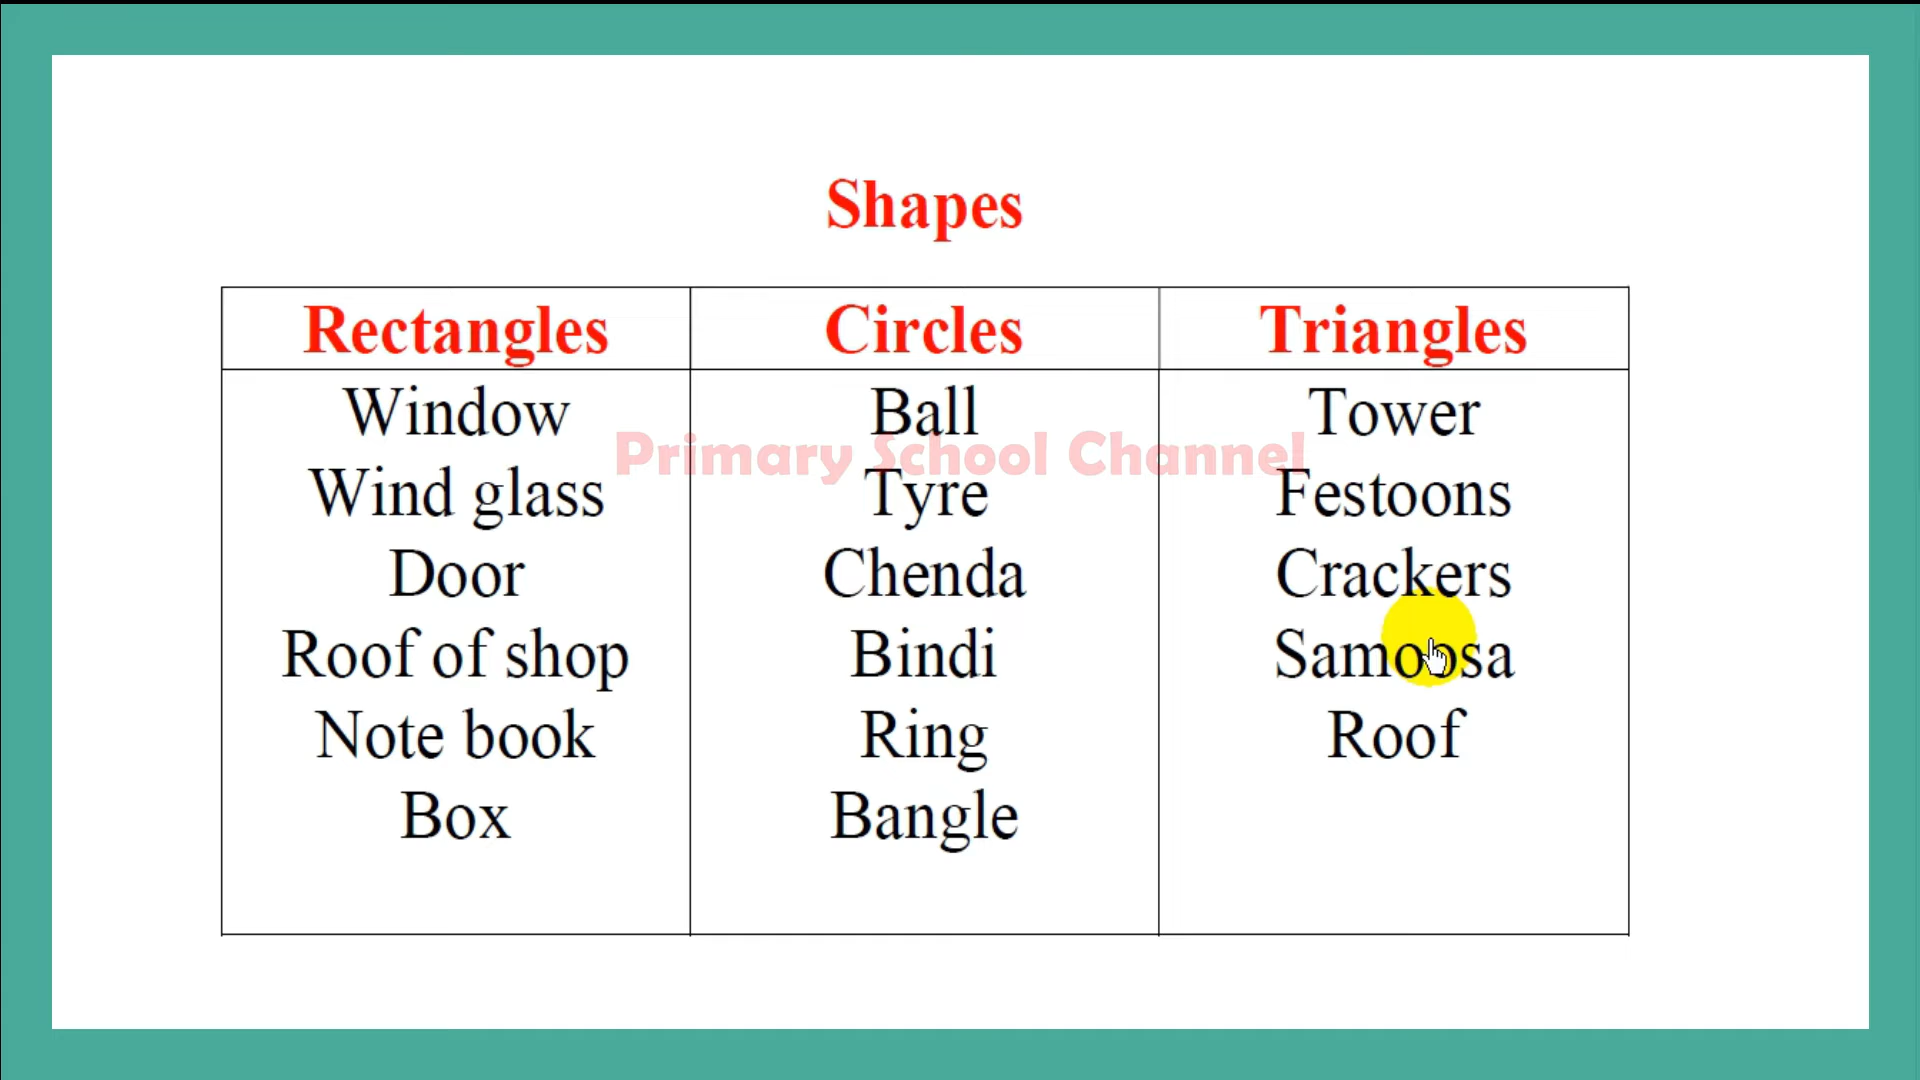 Shapes
Rectangles Circles Triangles
Window Ball Tower
Primary School Channel
Wind glass Tyre Festoons
Door Chenda Crackers
Roof of shop Bindi Samoosa
Note book Ring Roof
Box Bangle